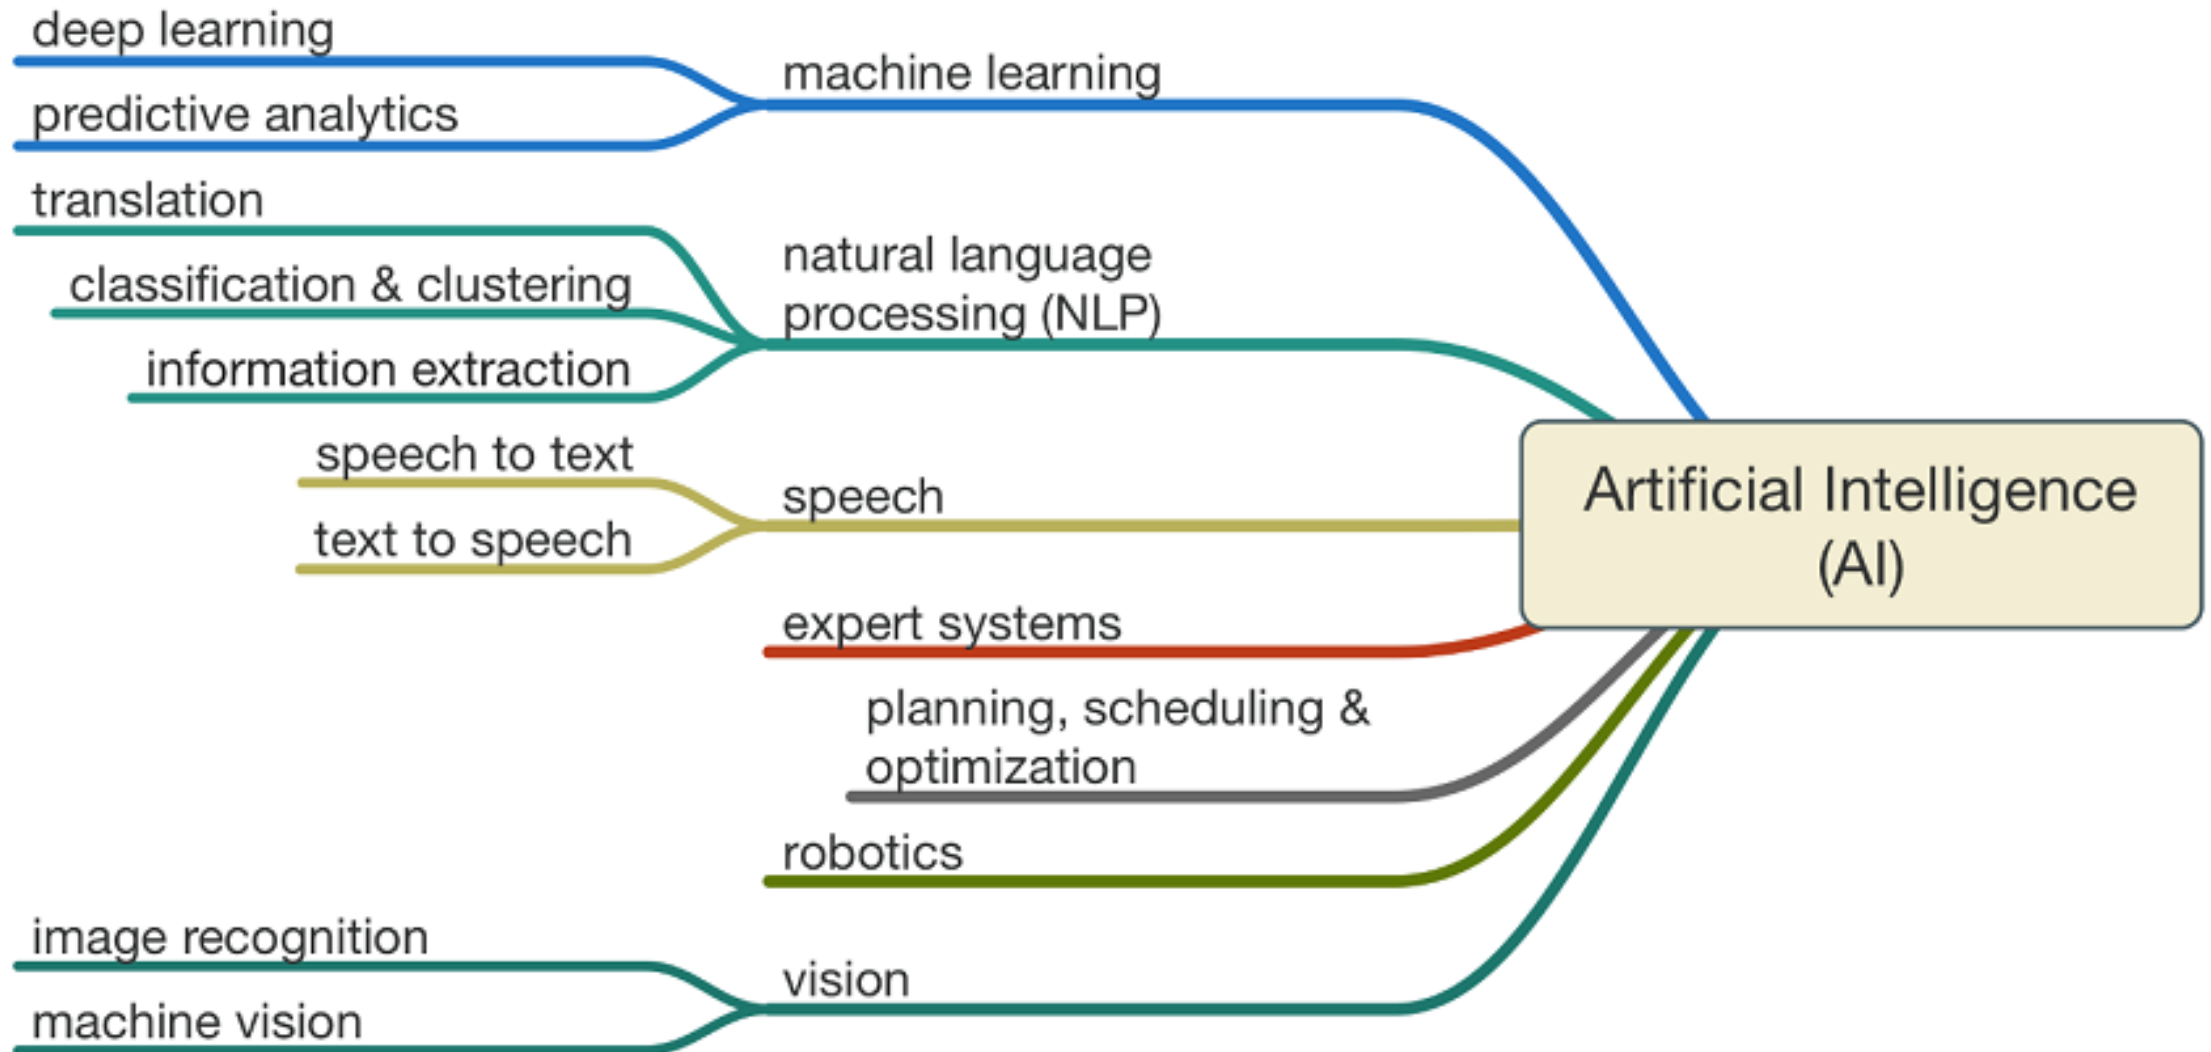 deep learning
predictive analytics
machine learning
translation
classification & clustering
information extraction
natural language
processing (NLP)
speech to text
text to speech
speech
expert systems
planning, scheduling &
optimization
robotics
image recognition
machine vision
vision
Artificial Intelligence
(AI)